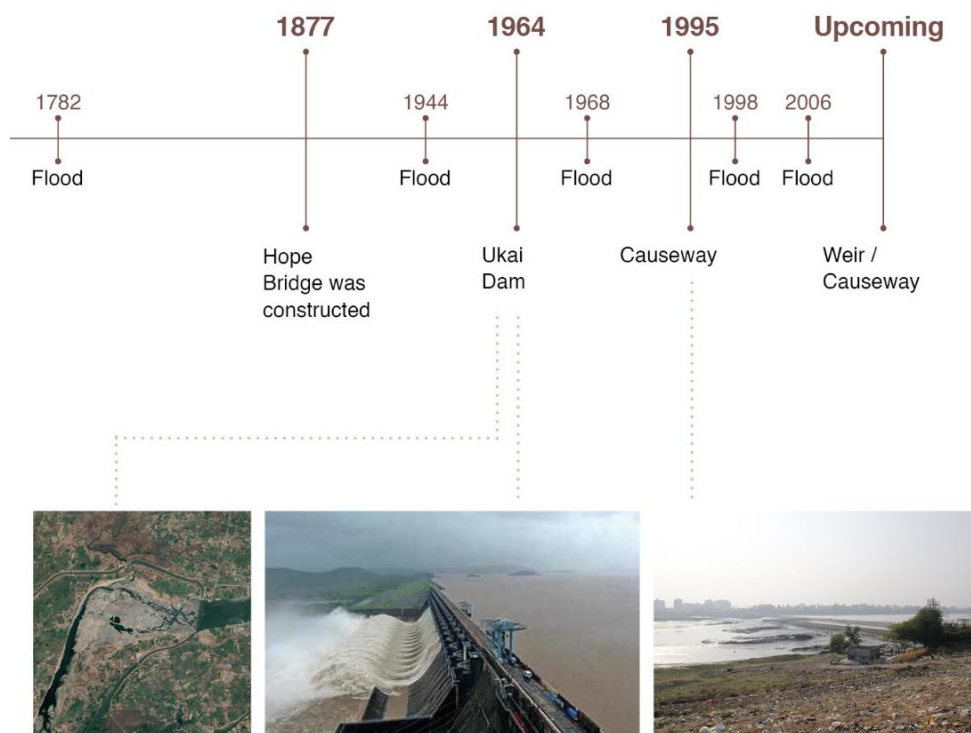 1877
1964
1995
Upcoming
1782
1944
1968
1998
2006
Flood
Flood
Flood
Flood
Flood
Hope
Bridge was
constructed
Ukai
Dam
Causeway
Weir /
Causeway